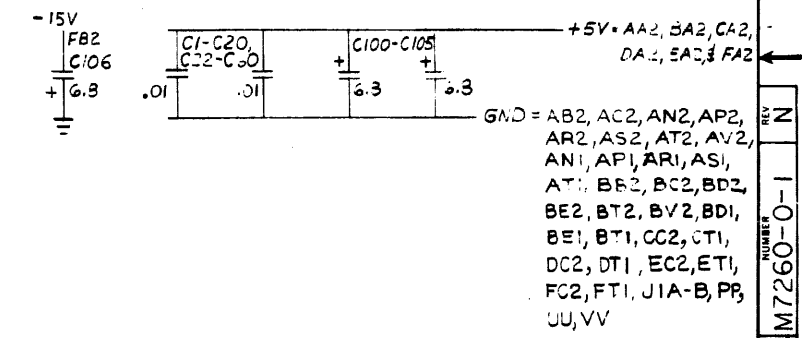 -15V
FB2
C106
+ 6.8
C1-C20,
C22-C60
.01
.01
C100-C105
+
+
6.8
6.8
+5V = AA2, BA2, CA2,
DA2, EA2, & FA2
GND = AB2, AC2, AN2, AP2,
AR2, AS2, AT2, AV2,
AN1, AP1, AR1, AS1,
AT1, BB2, BC2, BD2,
BE2, BT2, BV2, BD1,
BE1, BT1, CC2, CT1,
DC2, DT1, EC2, ET1,
FC2, FT1, J1A-B, PP,
UU, VV
REV
N
NUMBER
M7260-0-1